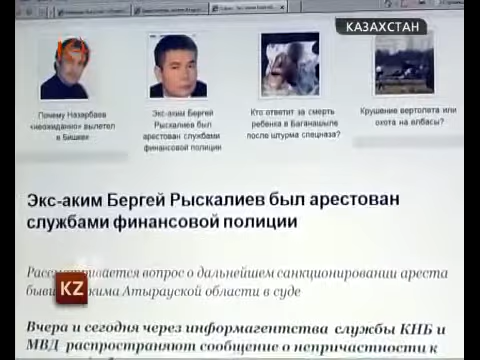 КАЗАХСТАН
Почему Назарбаев
«неожиданно» вылетел
в Бишкек
Экс-аким Бергей
Рыскалиев был
арестован службами
финансовой полиции
Кто ответит за смерть
ребенка в Баганашыле
после штурма спецназа?
Крушение вертолета или
охота на елбасы?
Экс-аким Бергей Рыскалиев был арестован
службами финансовой полиции
Рассматривается вопрос о дальнейшем санкционировании ареста
бывшего акима Атырауской области в суде
KZ
Вчера и сегодня через информагентства службы КНБ и
МВД распространяют сообщение о непричастности к